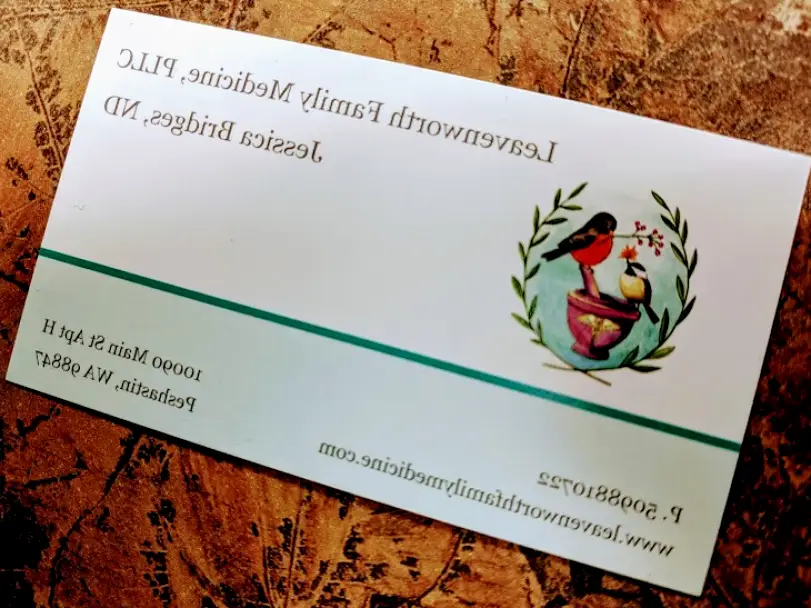 Leavenworth Family Medicine, PLLC
Jessica Bridges, ND
10090 Main St Apt H
Peshastin, WA 98847
P. 5098810722
www.leavenworthfamilymedicine.com